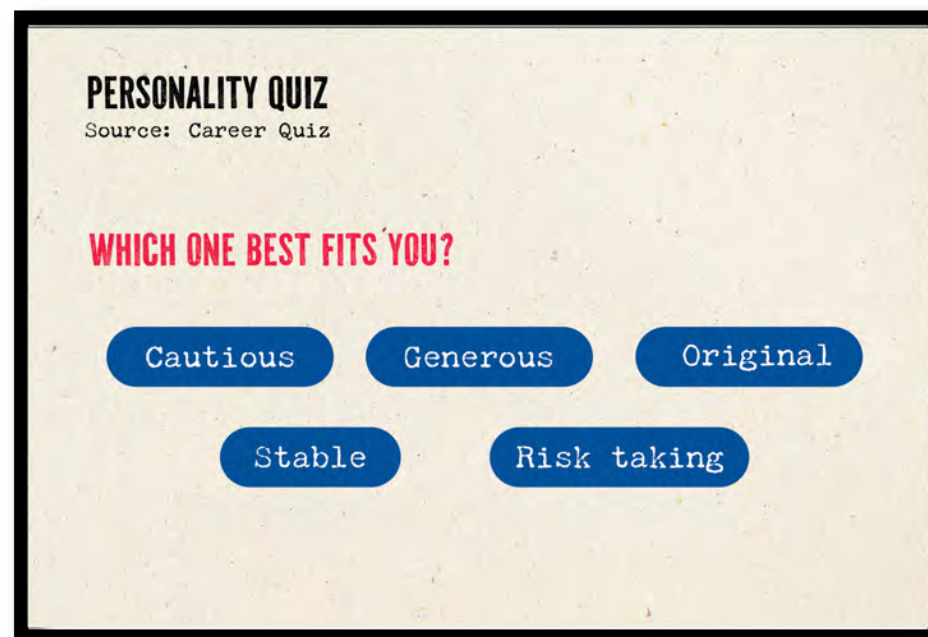 PERSONALITY QUIZ
Source: Career Quiz
WHICH ONE BEST FITS YOU?
Cautious Generous Original
Stable Risk taking